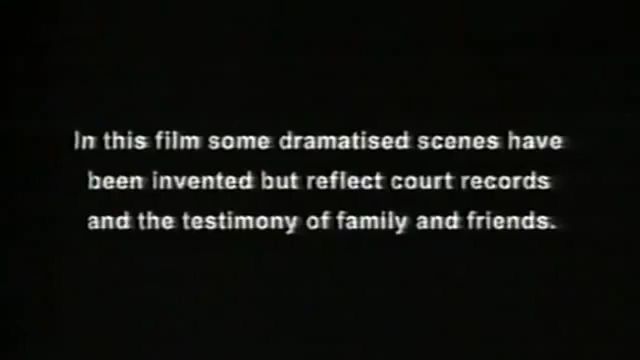 In this film some dramatised scenes have
been invented but reflect court records
and the testimony of family and friends.